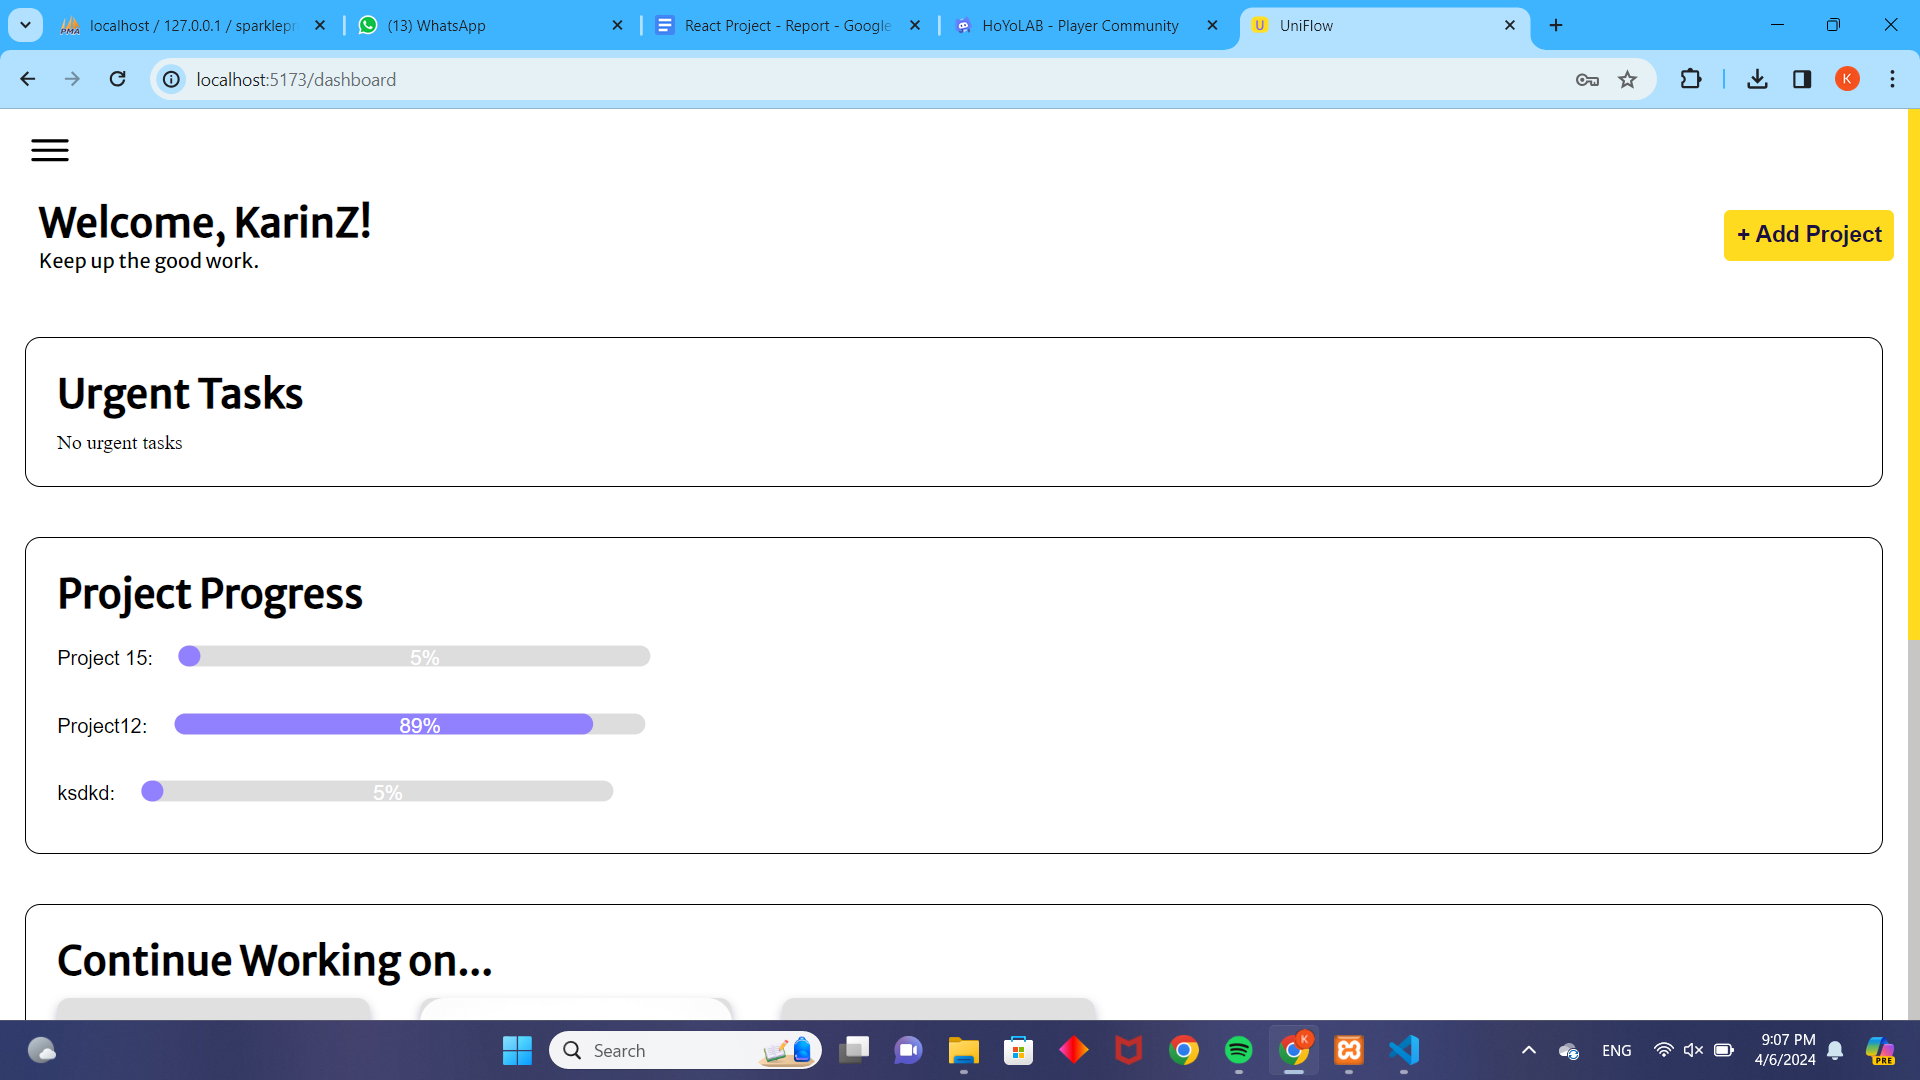 localhost / 127.0.0.1 / sparklepr
(13) WhatsApp
React Project - Report - Google
HoYoLAB - Player Community
U
UniFlow
localhost:5173/dashboard
K
Welcome, KarinZ!
Keep up the good work.
+ Add Project
Urgent Tasks
No urgent tasks
Project Progress
Project 15:
5%
Project12:
89%
ksdkd:
5%
Continue Working on...
Search
K
ENG
9:07 PM
4/6/2024
PRE